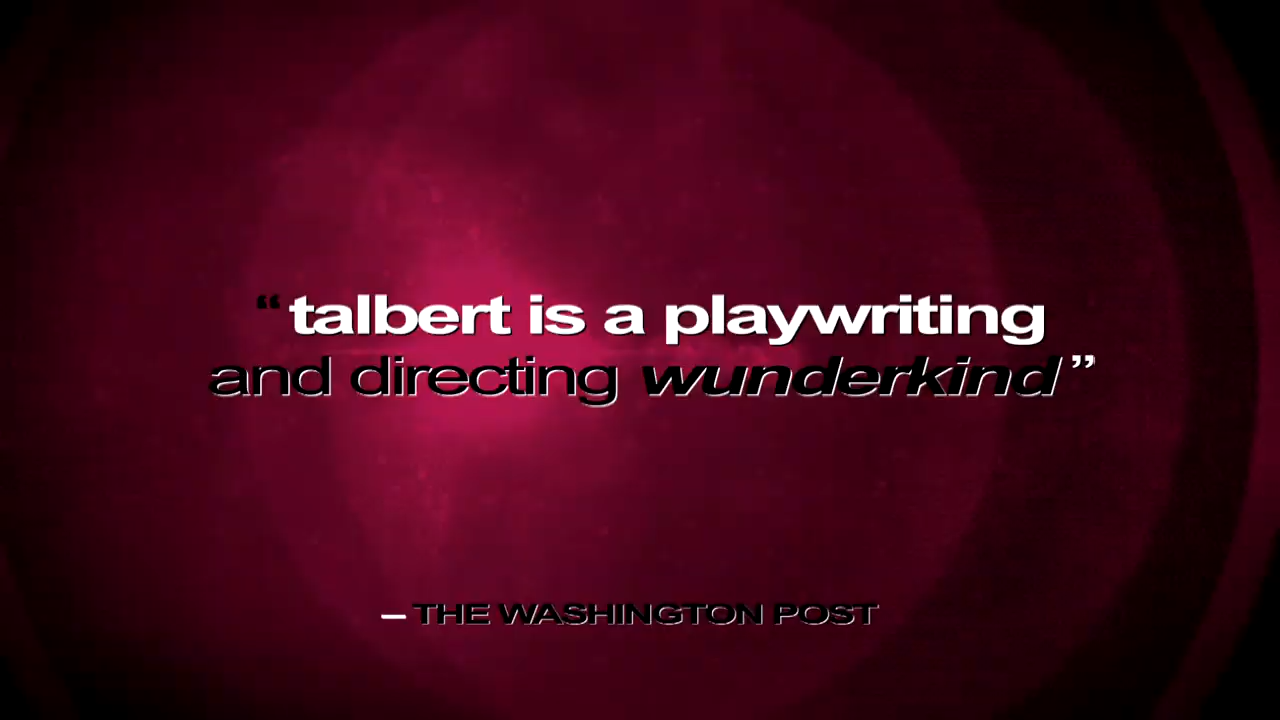 “talbert is a playwriting
and directing wunderkind”
– THE WASHINGTON POST